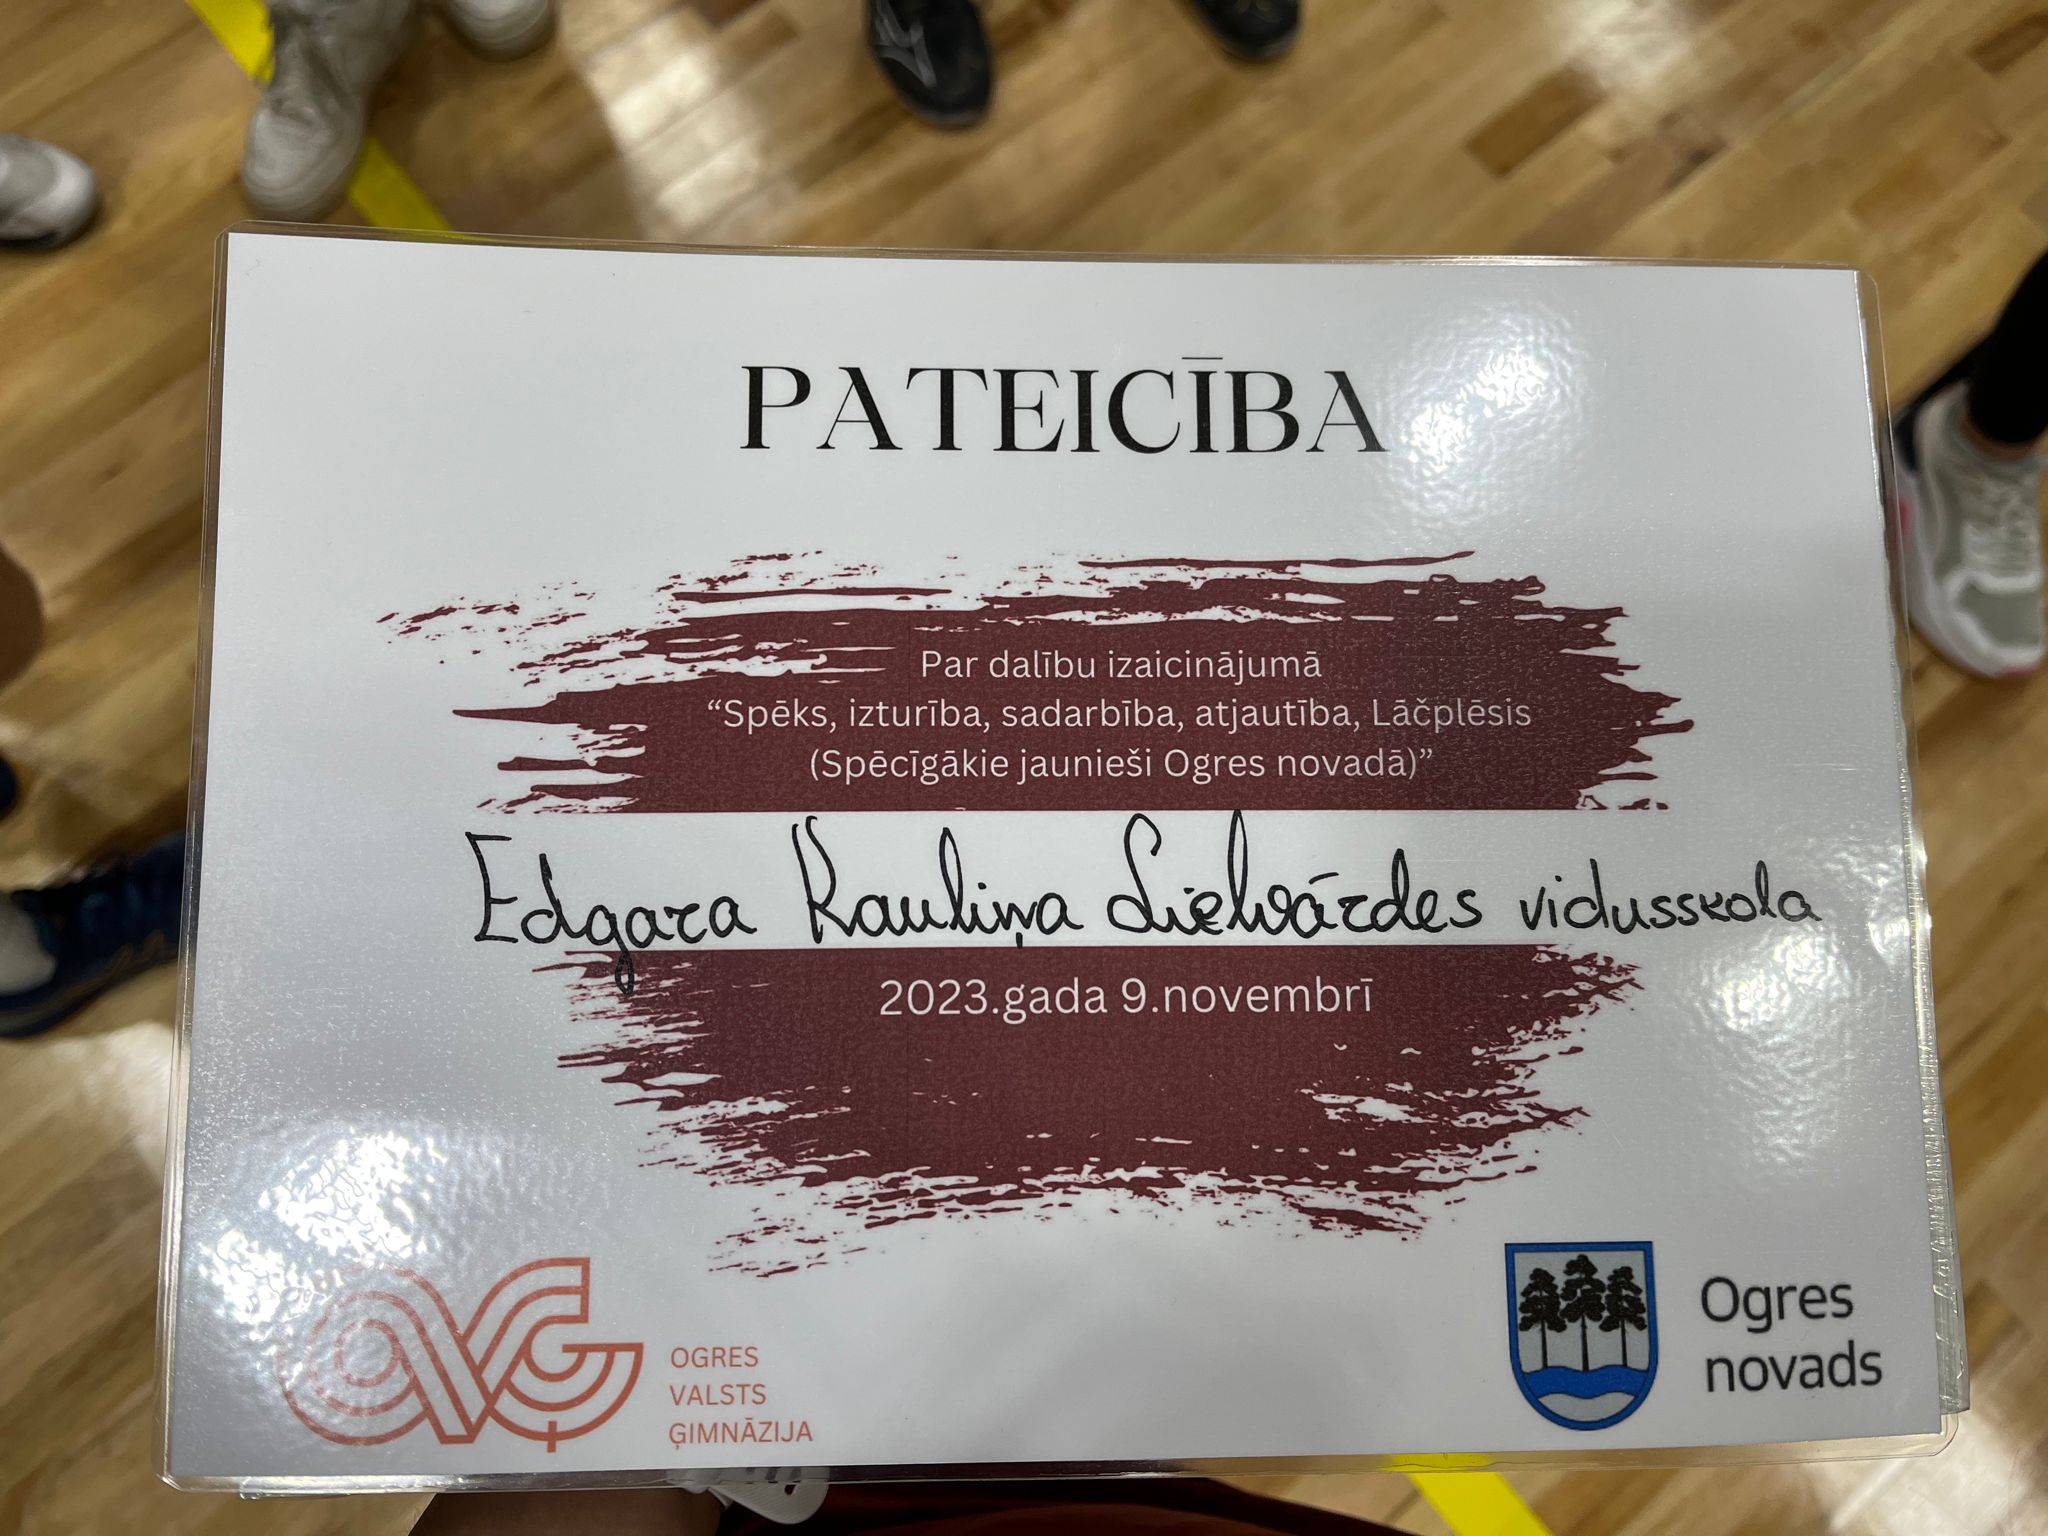 PATEICĪBA
Par dalību izaicinājumā
“Spēks, izturība, sadarbība, atjautība, Lāčplēsis
(Spēcīgākie jaunieši Ogres novadā)”
Edgara Kauliņa Lielvārdes vidusskola
2023.gada 9.novembrī
OVĢ
OGRES
VALSTS
ĢIMNĀZIJA
Ogres
novads